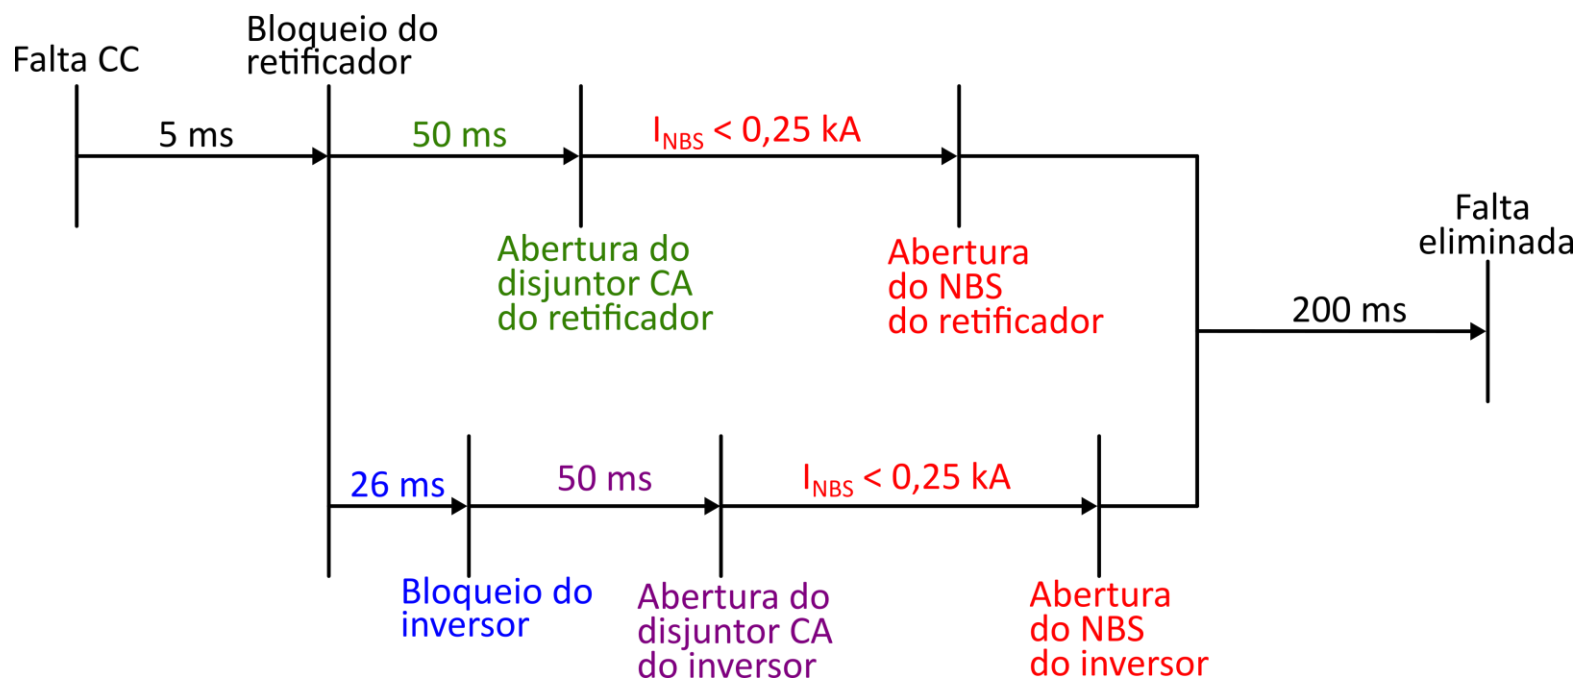 Falta CC
Bloqueio do
retificador
5 ms
50 ms
I_NBS < 0,25 kA
Abertura do
disjuntor CA
do retificador
Abertura
do NBS
do retificador
Falta
eliminada
200 ms
26 ms
50 ms
I_NBS < 0,25 kA
Bloqueio do
inversor
Abertura do
disjuntor CA
do inversor
Abertura
do NBS
do inversor